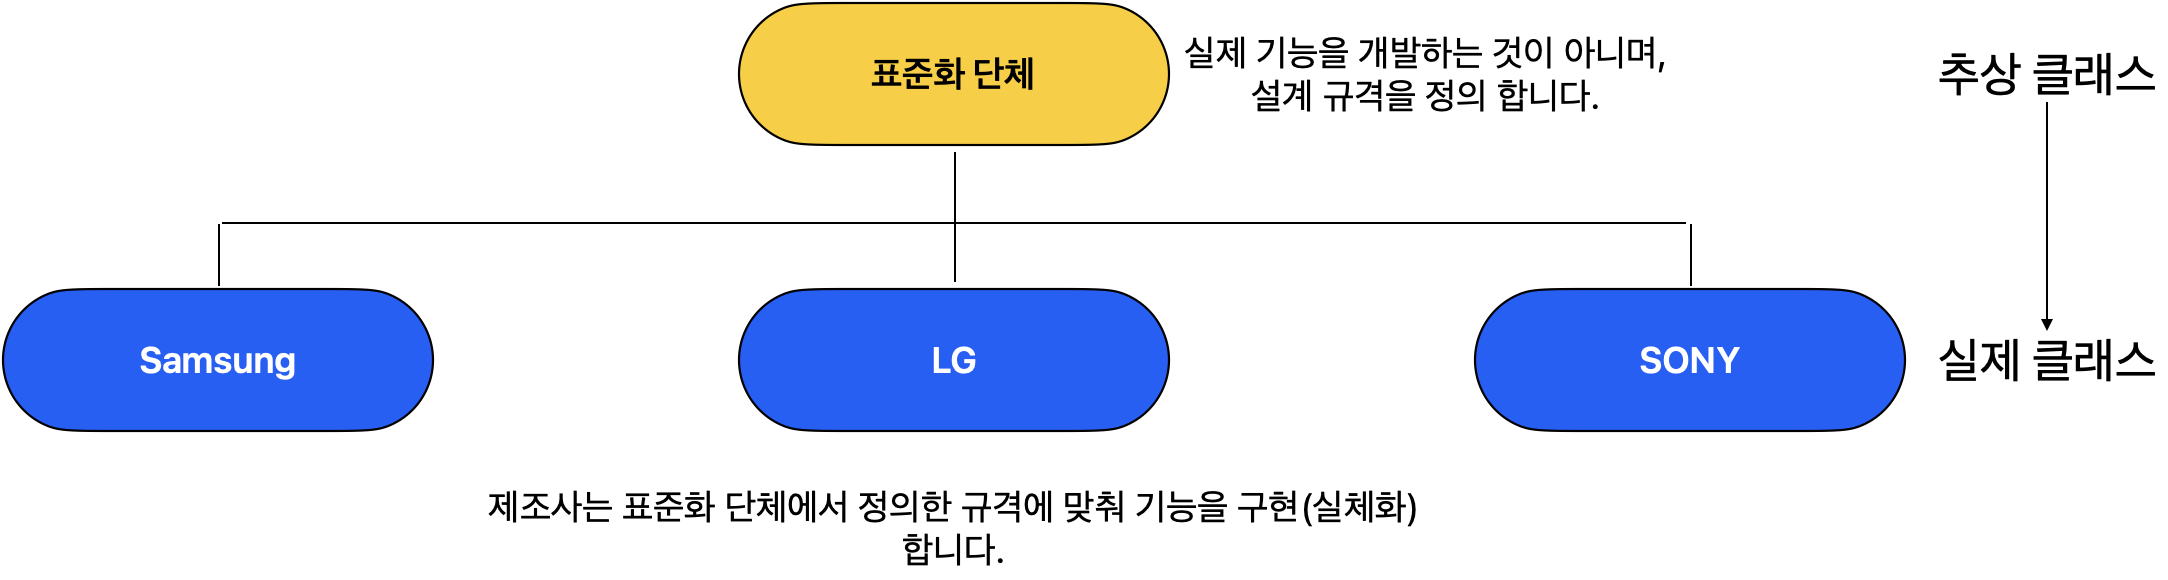 표준화 단체
실제 기능을 개발하는 것이 아니며,
설계 규격을 정의 합니다.
추상 클래스
Samsung
LG
SONY
실제 클래스
제조사는 표준화 단체에서 정의한 규격에 맞춰 기능을 구현(실체화)
합니다.